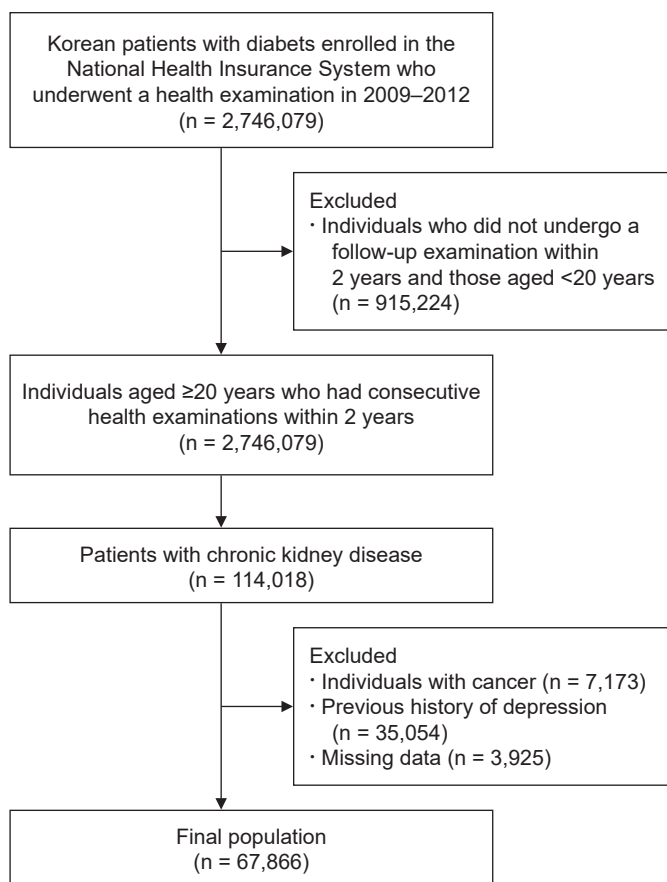 Korean patients with diabets enrolled in the
National Health Insurance System who
underwent a health examination in 2009–2012
(n = 2,746,079)
Excluded
· Individuals who did not undergo a
follow-up examination within
2 years and those aged <20 years
(n = 915,224)
Individuals aged ≥20 years who had consecutive
health examinations within 2 years
(n = 2,746,079)
Patients with chronic kidney disease
(n = 114,018)
Excluded
· Individuals with cancer (n = 7,173)
· Previous history of depression
(n = 35,054)
· Missing data (n = 3,925)
Final population
(n = 67,866)